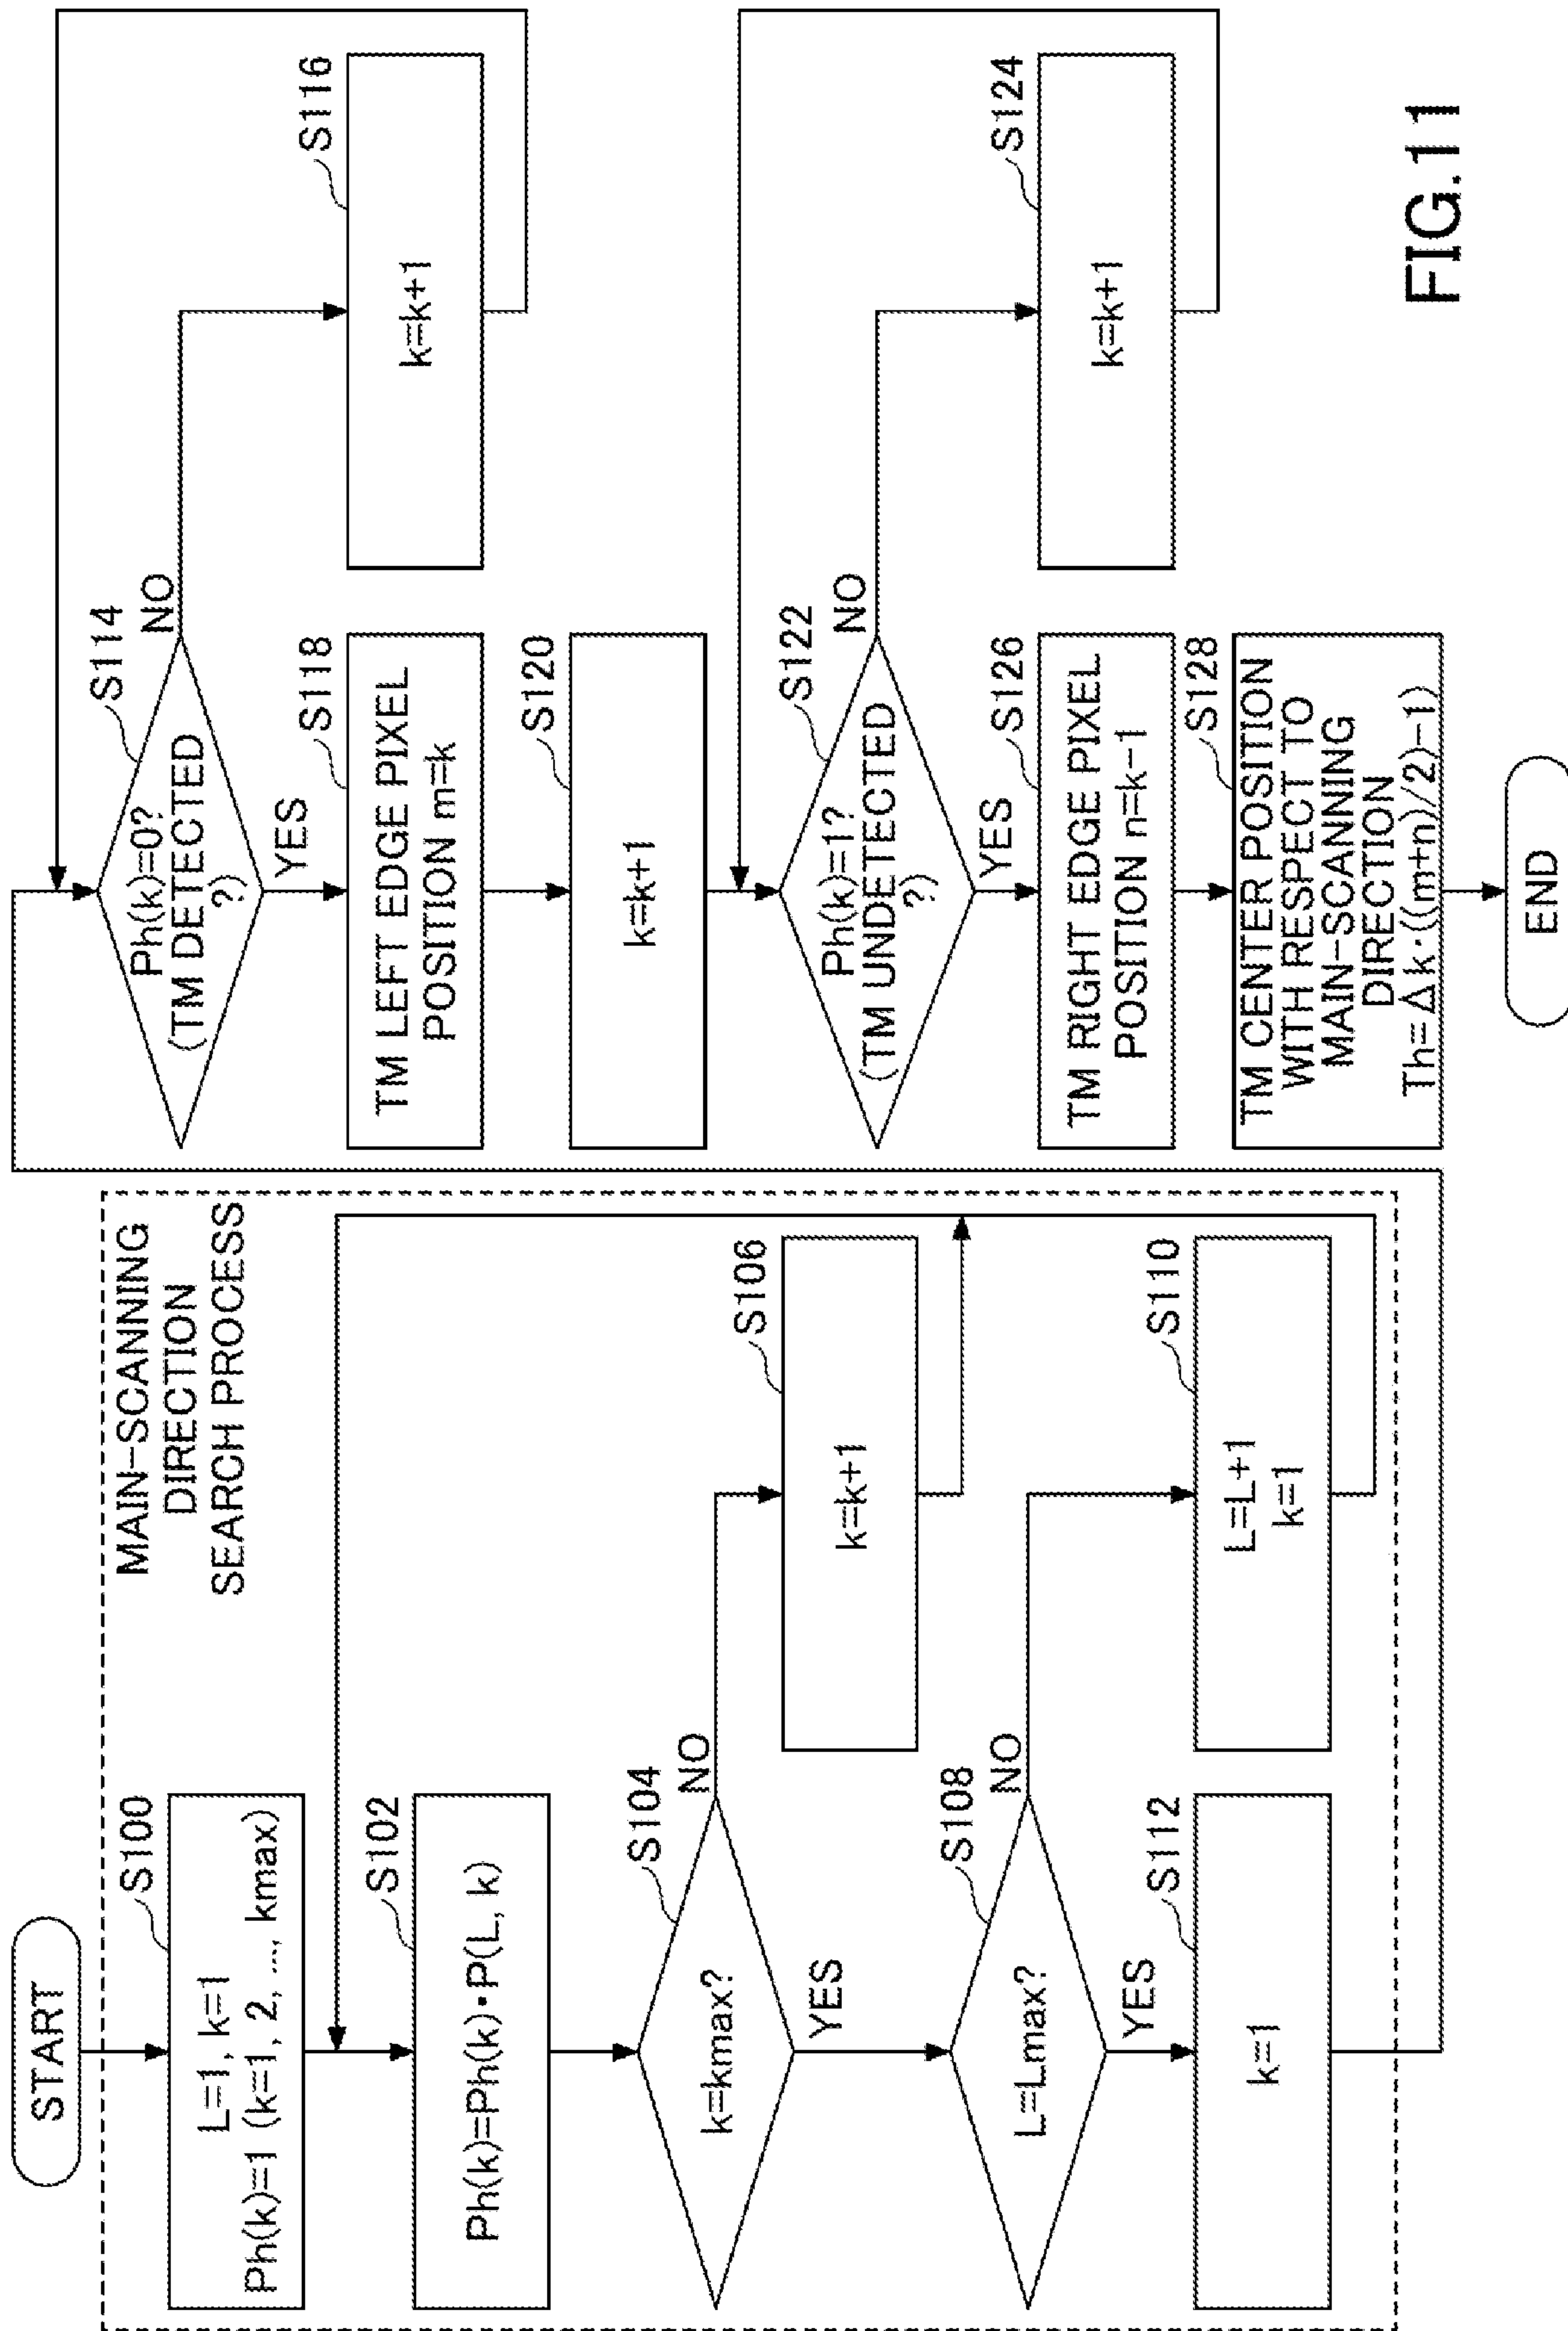 START
MAIN-SCANNING
DIRECTION
SEARCH PROCESS
S100
L=1, k=1
Ph(k)=1 (k=1, 2, ..., kmax)
S102
Ph(k)=Ph(k)・P(L, k)
S104
k=kmax?
NO
YES
S106
k=k+1
S108
L=Lmax?
NO
YES
S110
L=L+1
k=1
S112
k=1
S114
Ph(k)=0?
(TM DETECTED
?)
NO
YES
S116
k=k+1
S118
TM LEFT EDGE PIXEL
POSITION m=k
S120
k=k+1
S122
Ph(k)=1?
(TM UNDETECTED
?)
NO
YES
S124
k=k+1
S126
TM RIGHT EDGE PIXEL
POSITION n=k-1
S128
TM CENTER POSITION
WITH RESPECT TO
MAIN-SCANNING
DIRECTION
Th=Δk・((m+n)/2)-1)
END
FIG.11